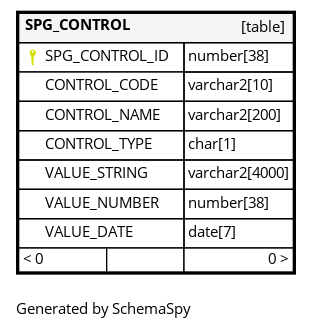 SPG_CONTROL [table]
SPG_CONTROL_ID number[38]
CONTROL_CODE varchar2[10]
CONTROL_NAME varchar2[200]
CONTROL_TYPE char[1]
VALUE_STRING varchar2[4000]
VALUE_NUMBER number[38]
VALUE_DATE date[7]
< 0 0 >
Generated by SchemaSpy